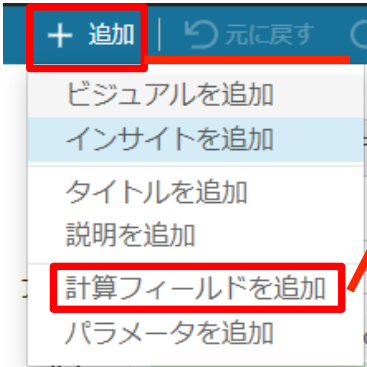 + 追加 元に戻す
ビジュアルを追加
インサイトを追加
タイトルを追加
説明を追加
計算フィールドを追加
パラメータを追加